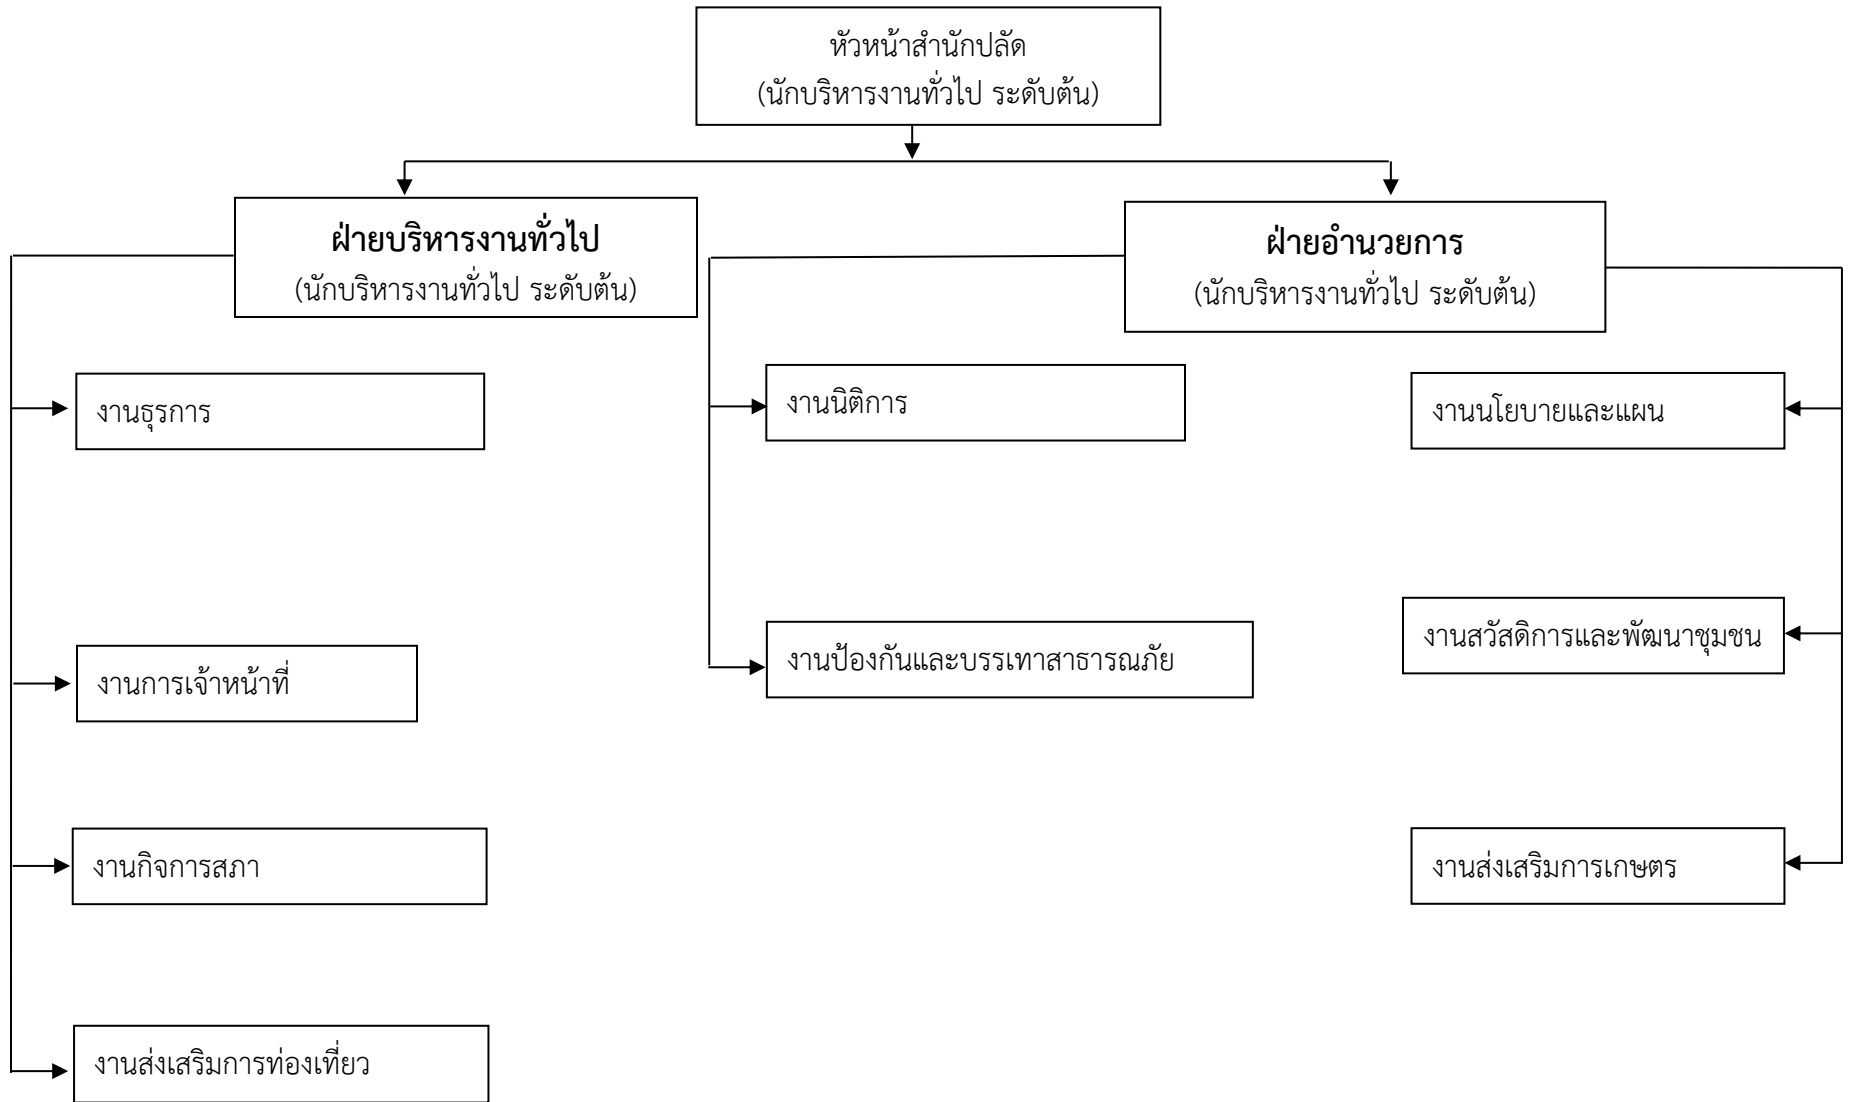 หัวหน้าสำนักปลัด
(นักบริหารงานทั่วไป ระดับต้น)
ฝ่ายบริหารงานทั่วไป
(นักบริหารงานทั่วไป ระดับต้น)
ฝ่ายอำนวยการ
(นักบริหารงานทั่วไป ระดับต้น)
งานธุรการ
งานนิติการ
งานนโยบายและแผน
งานการเจ้าหน้าที่
งานป้องกันและบรรเทาสาธารณภัย
งานสวัสดิการและพัฒนาชุมชน
งานกิจการสภา
งานส่งเสริมการเกษตร
งานส่งเสริมการท่องเที่ยว